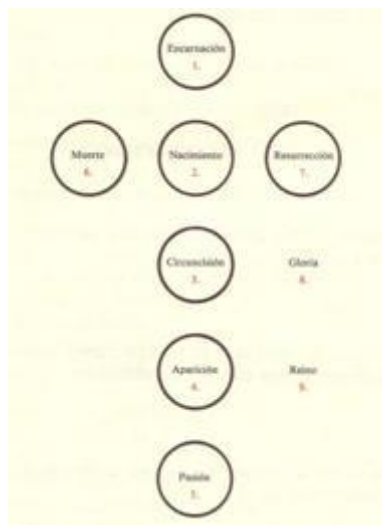 Encarnación
1.
Muerte
6.
Nacimiento
2.
Resurrección
7.
Circuncisión
3.
Gloria
8.
Aparición
4.
Reino
9.
Pasión
5.